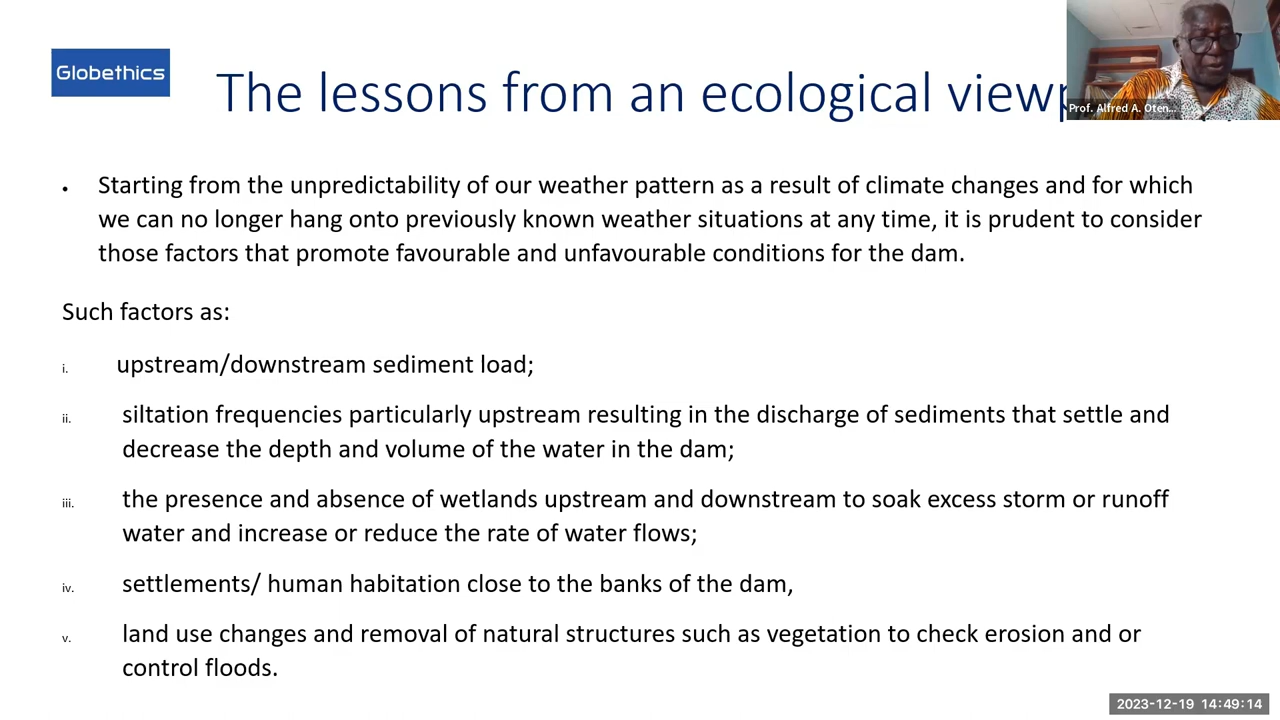 Globethics
The lessons from an ecological
Prof. Alfred A. Oten...
• Starting from the unpredictability of our weather pattern as a result of climate changes and for which
we can no longer hang onto previously known weather situations at any time, it is prudent to consider
those factors that promote favourable and unfavourable conditions for the dam.
Such factors as:
i. upstream/downstream sediment load;
ii. siltation frequencies particularly upstream resulting in the discharge of sediments that settle and
decrease the depth and volume of the water in the dam;
iii. the presence and absence of wetlands upstream and downstream to soak excess storm or runoff
water and increase or reduce the rate of water flows;
iv. settlements/ human habitation close to the banks of the dam,
v. land use changes and removal of natural structures such as vegetation to check erosion and or
control floods.
2023-12-19 14:49:14